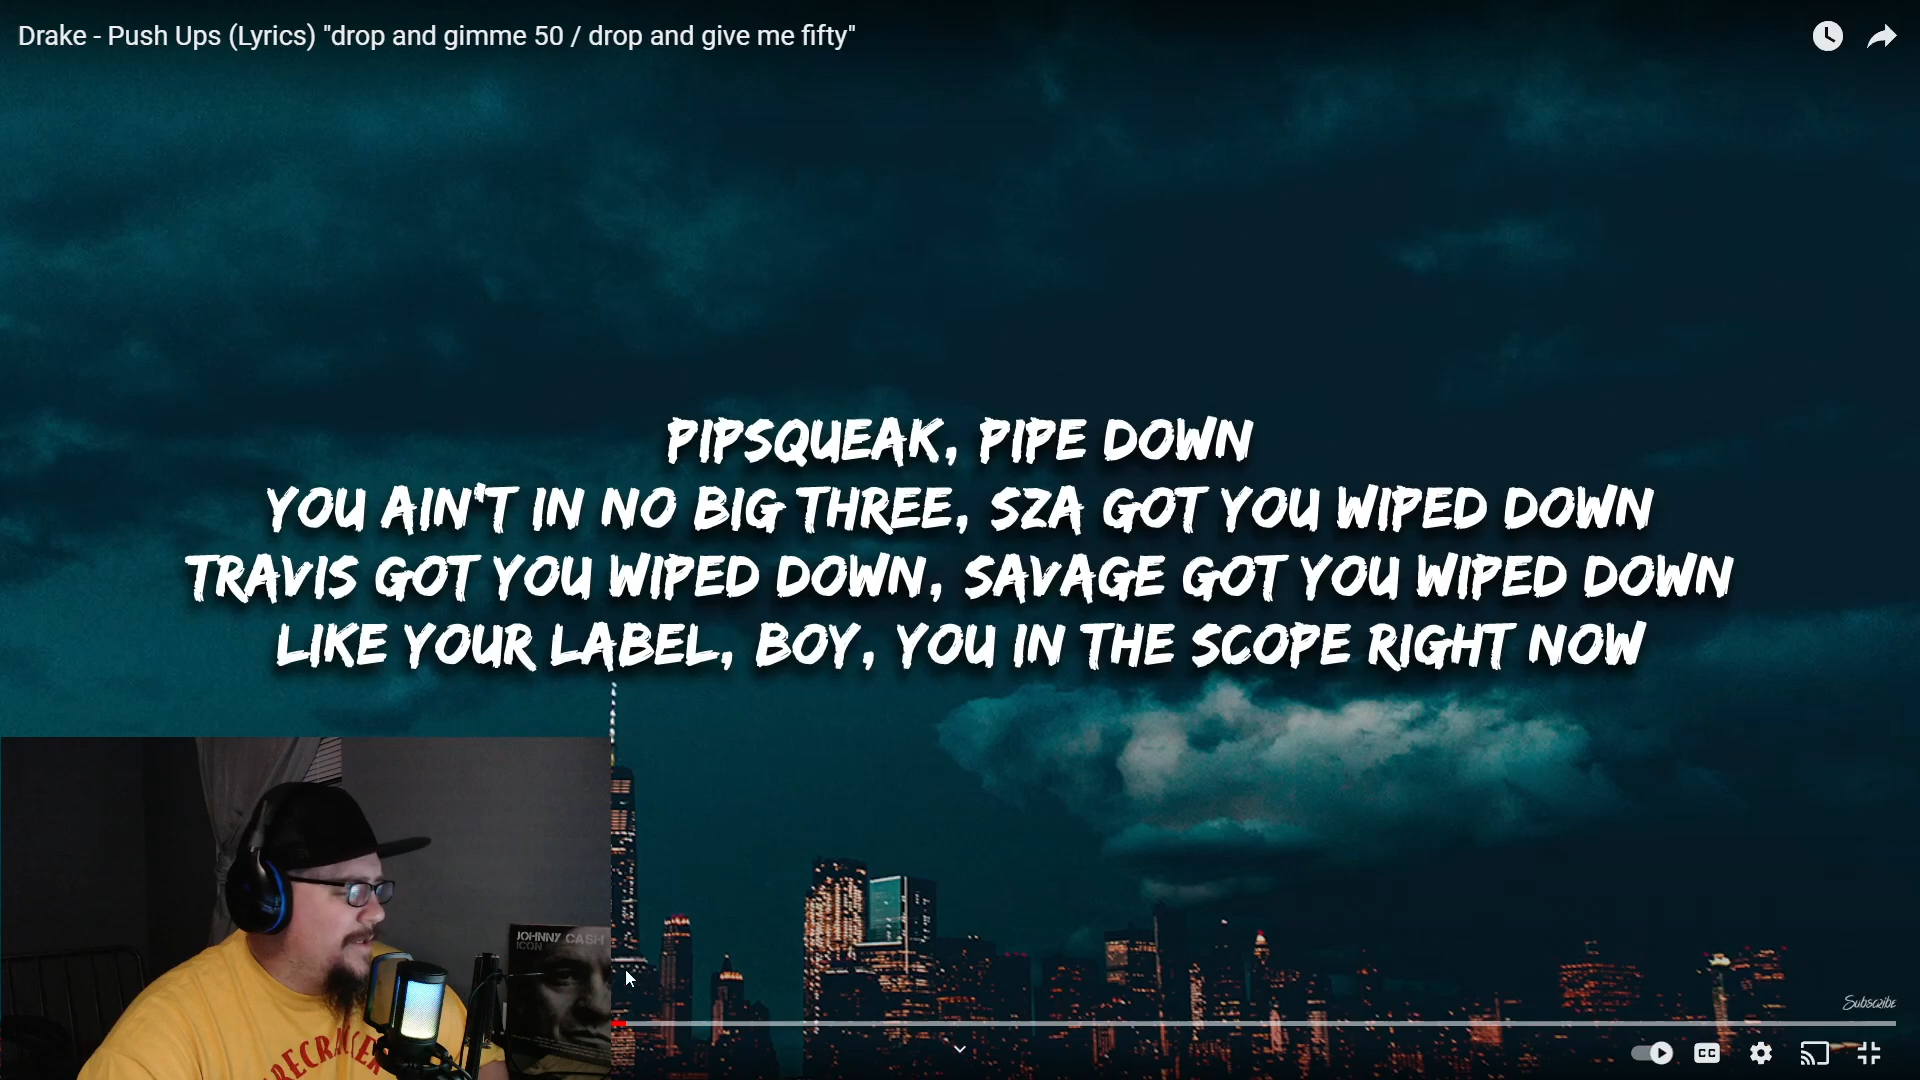 Drake - Push Ups (Lyrics) "drop and gimme 50 / drop and give me fifty"
PIPSQUEAK, PIPE DOWN
YOU AIN'T IN NO BIG THREE, SZA GOT YOU WIPED DOWN
TRAVIS GOT YOU WIPED DOWN, SAVAGE GOT YOU WIPED DOWN
LIKE YOUR LABEL, BOY, YOU IN THE SCOPE RIGHT NOW
JOHNNY CASH
ICON
Subscribe
CC